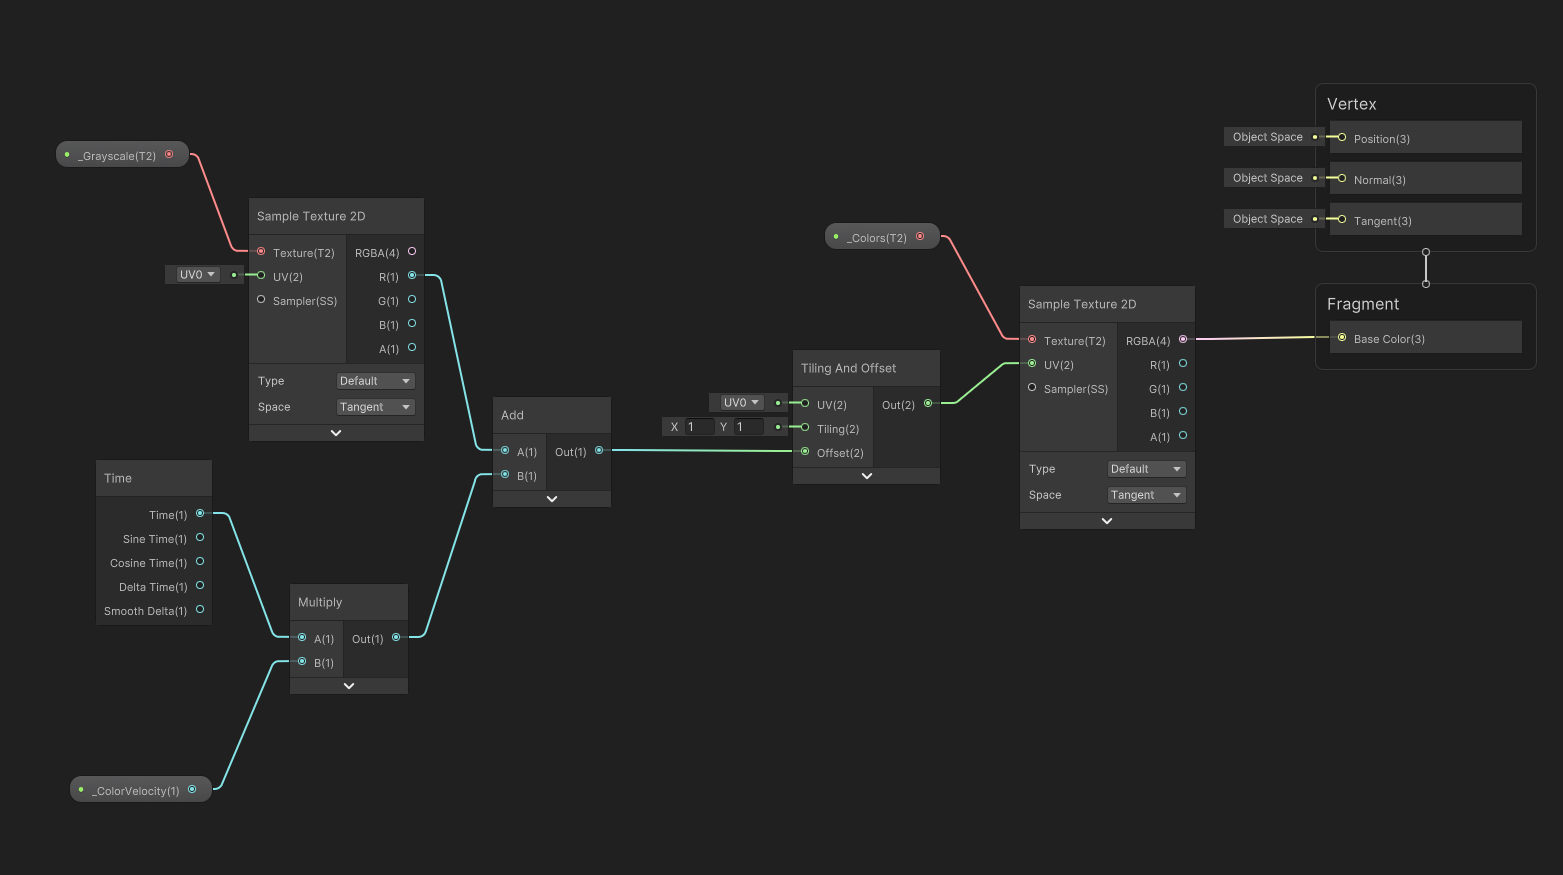 _Grayscale(T2)
Sample Texture 2D
Texture(T2)
RGBA(4)
UV0
UV(2)
R(1)
Sampler(SS)
G(1)
B(1)
A(1)
Type
Default
Space
Tangent
Time
Time(1)
Sine Time(1)
Cosine Time(1)
Delta Time(1)
Smooth Delta(1)
_ColorVelocity(1)
Multiply
A(1)
Out(1)
B(1)
Add
A(1)
Out(1)
B(1)
Tiling And Offset
UV0
UV(2)
Out(2)
X 1 Y 1
Tiling(2)
Offset(2)
_Colors(T2)
Sample Texture 2D
Texture(T2)
RGBA(4)
UV(2)
R(1)
Sampler(SS)
G(1)
B(1)
A(1)
Type
Default
Space
Tangent
Vertex
Object Space
Position(3)
Object Space
Normal(3)
Object Space
Tangent(3)
Fragment
Base Color(3)